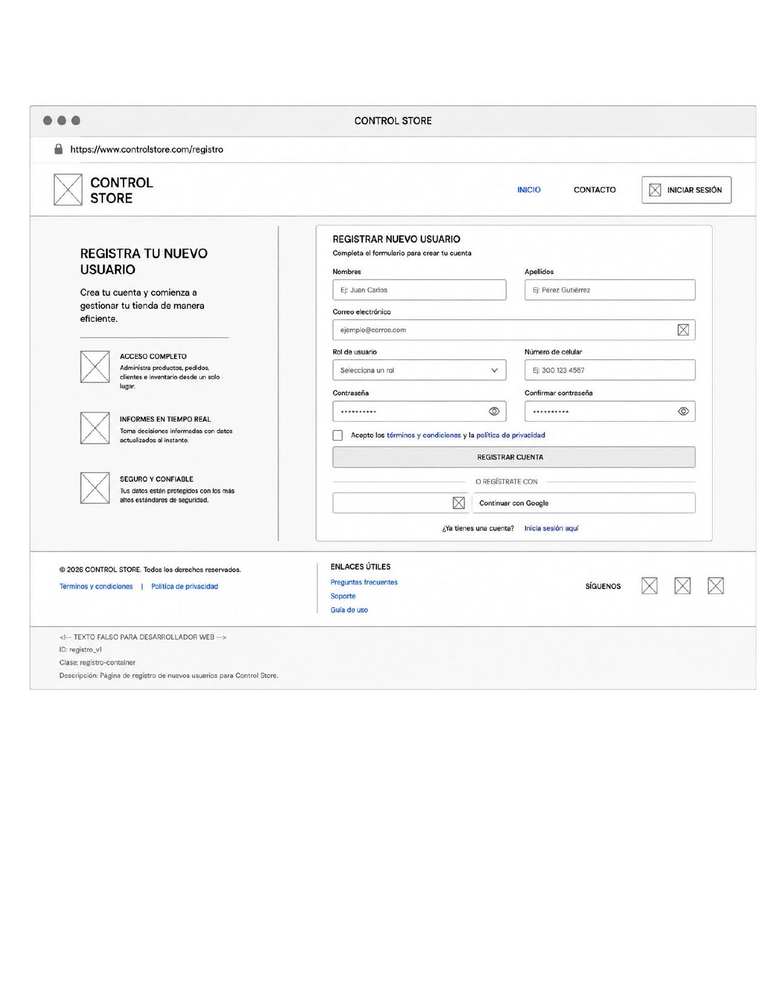 CONTROL STORE
https://www.controlstore.com/registro
CONTROL
STORE
INICIO
CONTACTO
INICIAR SESIÓN
REGISTRA TU NUEVO
USUARIO
Crea tu cuenta y comienza a
gestionar tu tienda de manera
eficiente.
ACCESO COMPLETO
Administra productos, pedidos,
clientes e inventario desde un solo
lugar.
INFORMES EN TIEMPO REAL
Toma decisiones informadas con datos
actualizados al instante.
SEGURO Y CONFIABLE
Tus datos están protegidos con los más
altos estándares de seguridad.
REGISTRAR NUEVO USUARIO
Completa el formulario para crear tu cuenta
Nombres
Ej: Juan Carlos
Apellidos
Ej: Pérez Gutiérrez
Correo electrónico
ejemplo@correo.com
Rol de usuario
Selecciona un rol
Número de celular
Ej: 300 123 4567
Contraseña
••••••••••
Confirmar contraseña
••••••••••
Acepto los términos y condiciones y la política de privacidad
REGISTRAR CUENTA
O REGÍSTRATE CON
Continuar con Google
¿Ya tienes una cuenta? Inicia sesión aquí
© 2026 CONTROL STORE. Todos los derechos reservados.
Términos y condiciones | Política de privacidad
ENLACES ÚTILES
Preguntas frecuentes
Soporte
Guía de uso
SÍGUENOS
<!-- TEXTO FALSO PARA DESARROLLADOR WEB -->
ID: registro_v1
Clase: registro-container
Descripción: Página de registro de nuevos usuarios para Control Store.